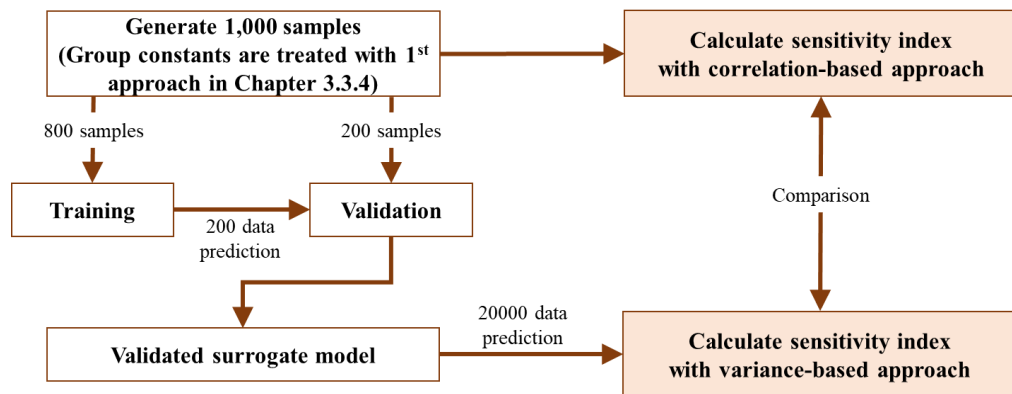 Generate 1,000 samples
(Group constants are treated with 1st
approach in Chapter 3.3.4)
Calculate sensitivity index
with correlation-based approach
800 samples
200 samples
Training
200 data
prediction
Validation
Comparison
Validated surrogate model
20000 data
prediction
Calculate sensitivity index
with variance-based approach